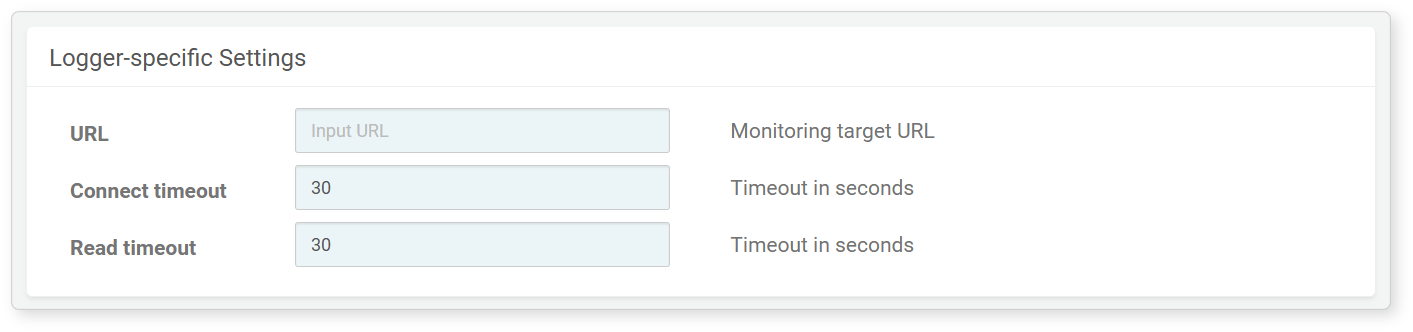 Logger-specific Settings
URL Input URL Monitoring target URL
Connect timeout 30 Timeout in seconds
Read timeout 30 Timeout in seconds